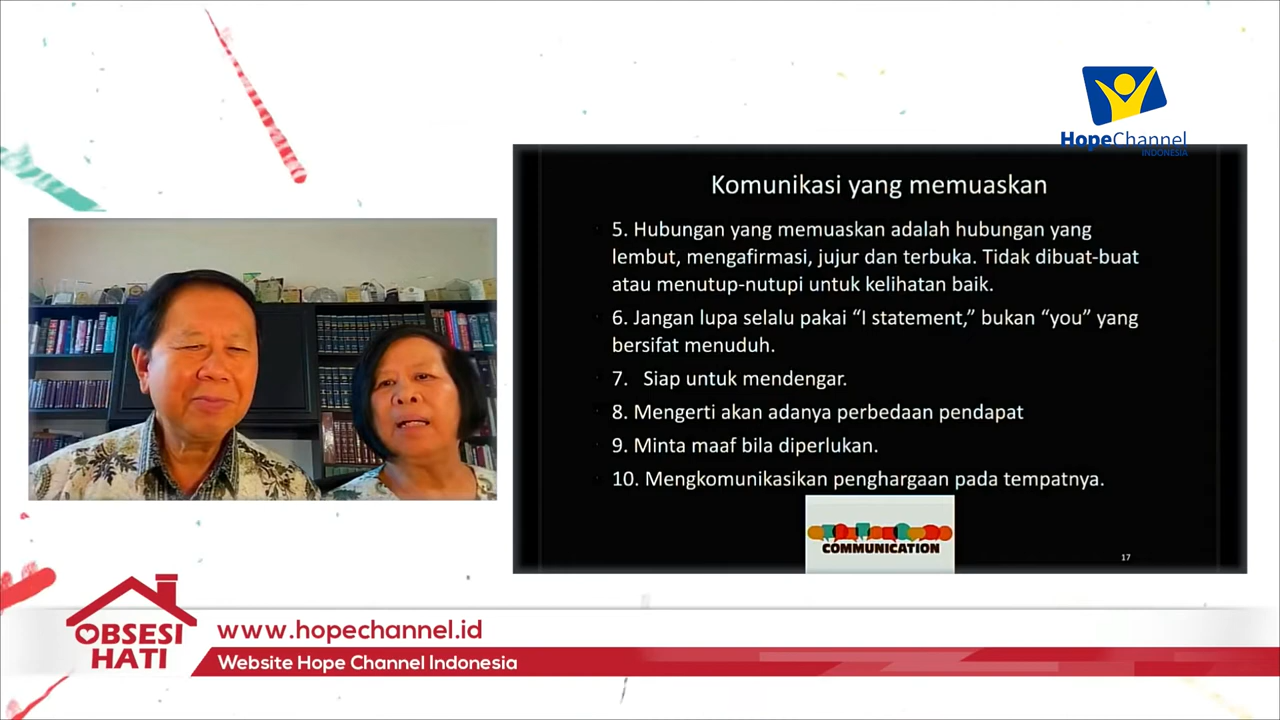 HopeChannel
INDONESIA
Komunikasi yang memuaskan
5. Hubungan yang memuaskan adalah hubungan yang
lembut, mengafirmasi, jujur dan terbuka. Tidak dibuat-buat
atau menutup-nutupi untuk kelihatan baik.
6. Jangan lupa selalu pakai “I statement,” bukan “you” yang
bersifat menuduh.
7. Siap untuk mendengar.
8. Mengerti akan adanya perbedaan pendapat
9. Minta maaf bila diperlukan.
10. Mengkomunikasikan penghargaan pada tempatnya.
COMMUNICATION
17
OBSESI
HATI
www.hopechannel.id
Website Hope Channel Indonesia